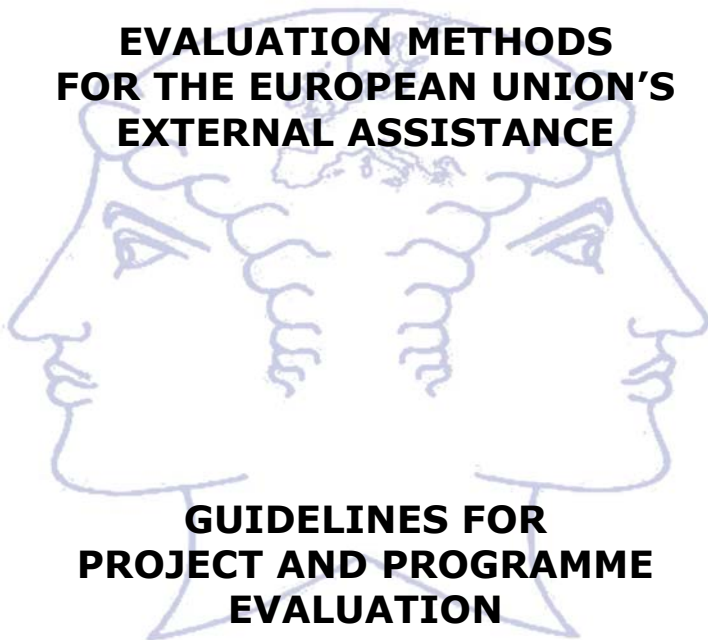 EVALUATION METHODS
FOR THE EUROPEAN UNION’S
EXTERNAL ASSISTANCE
GUIDELINES FOR
PROJECT AND PROGRAMME
EVALUATION